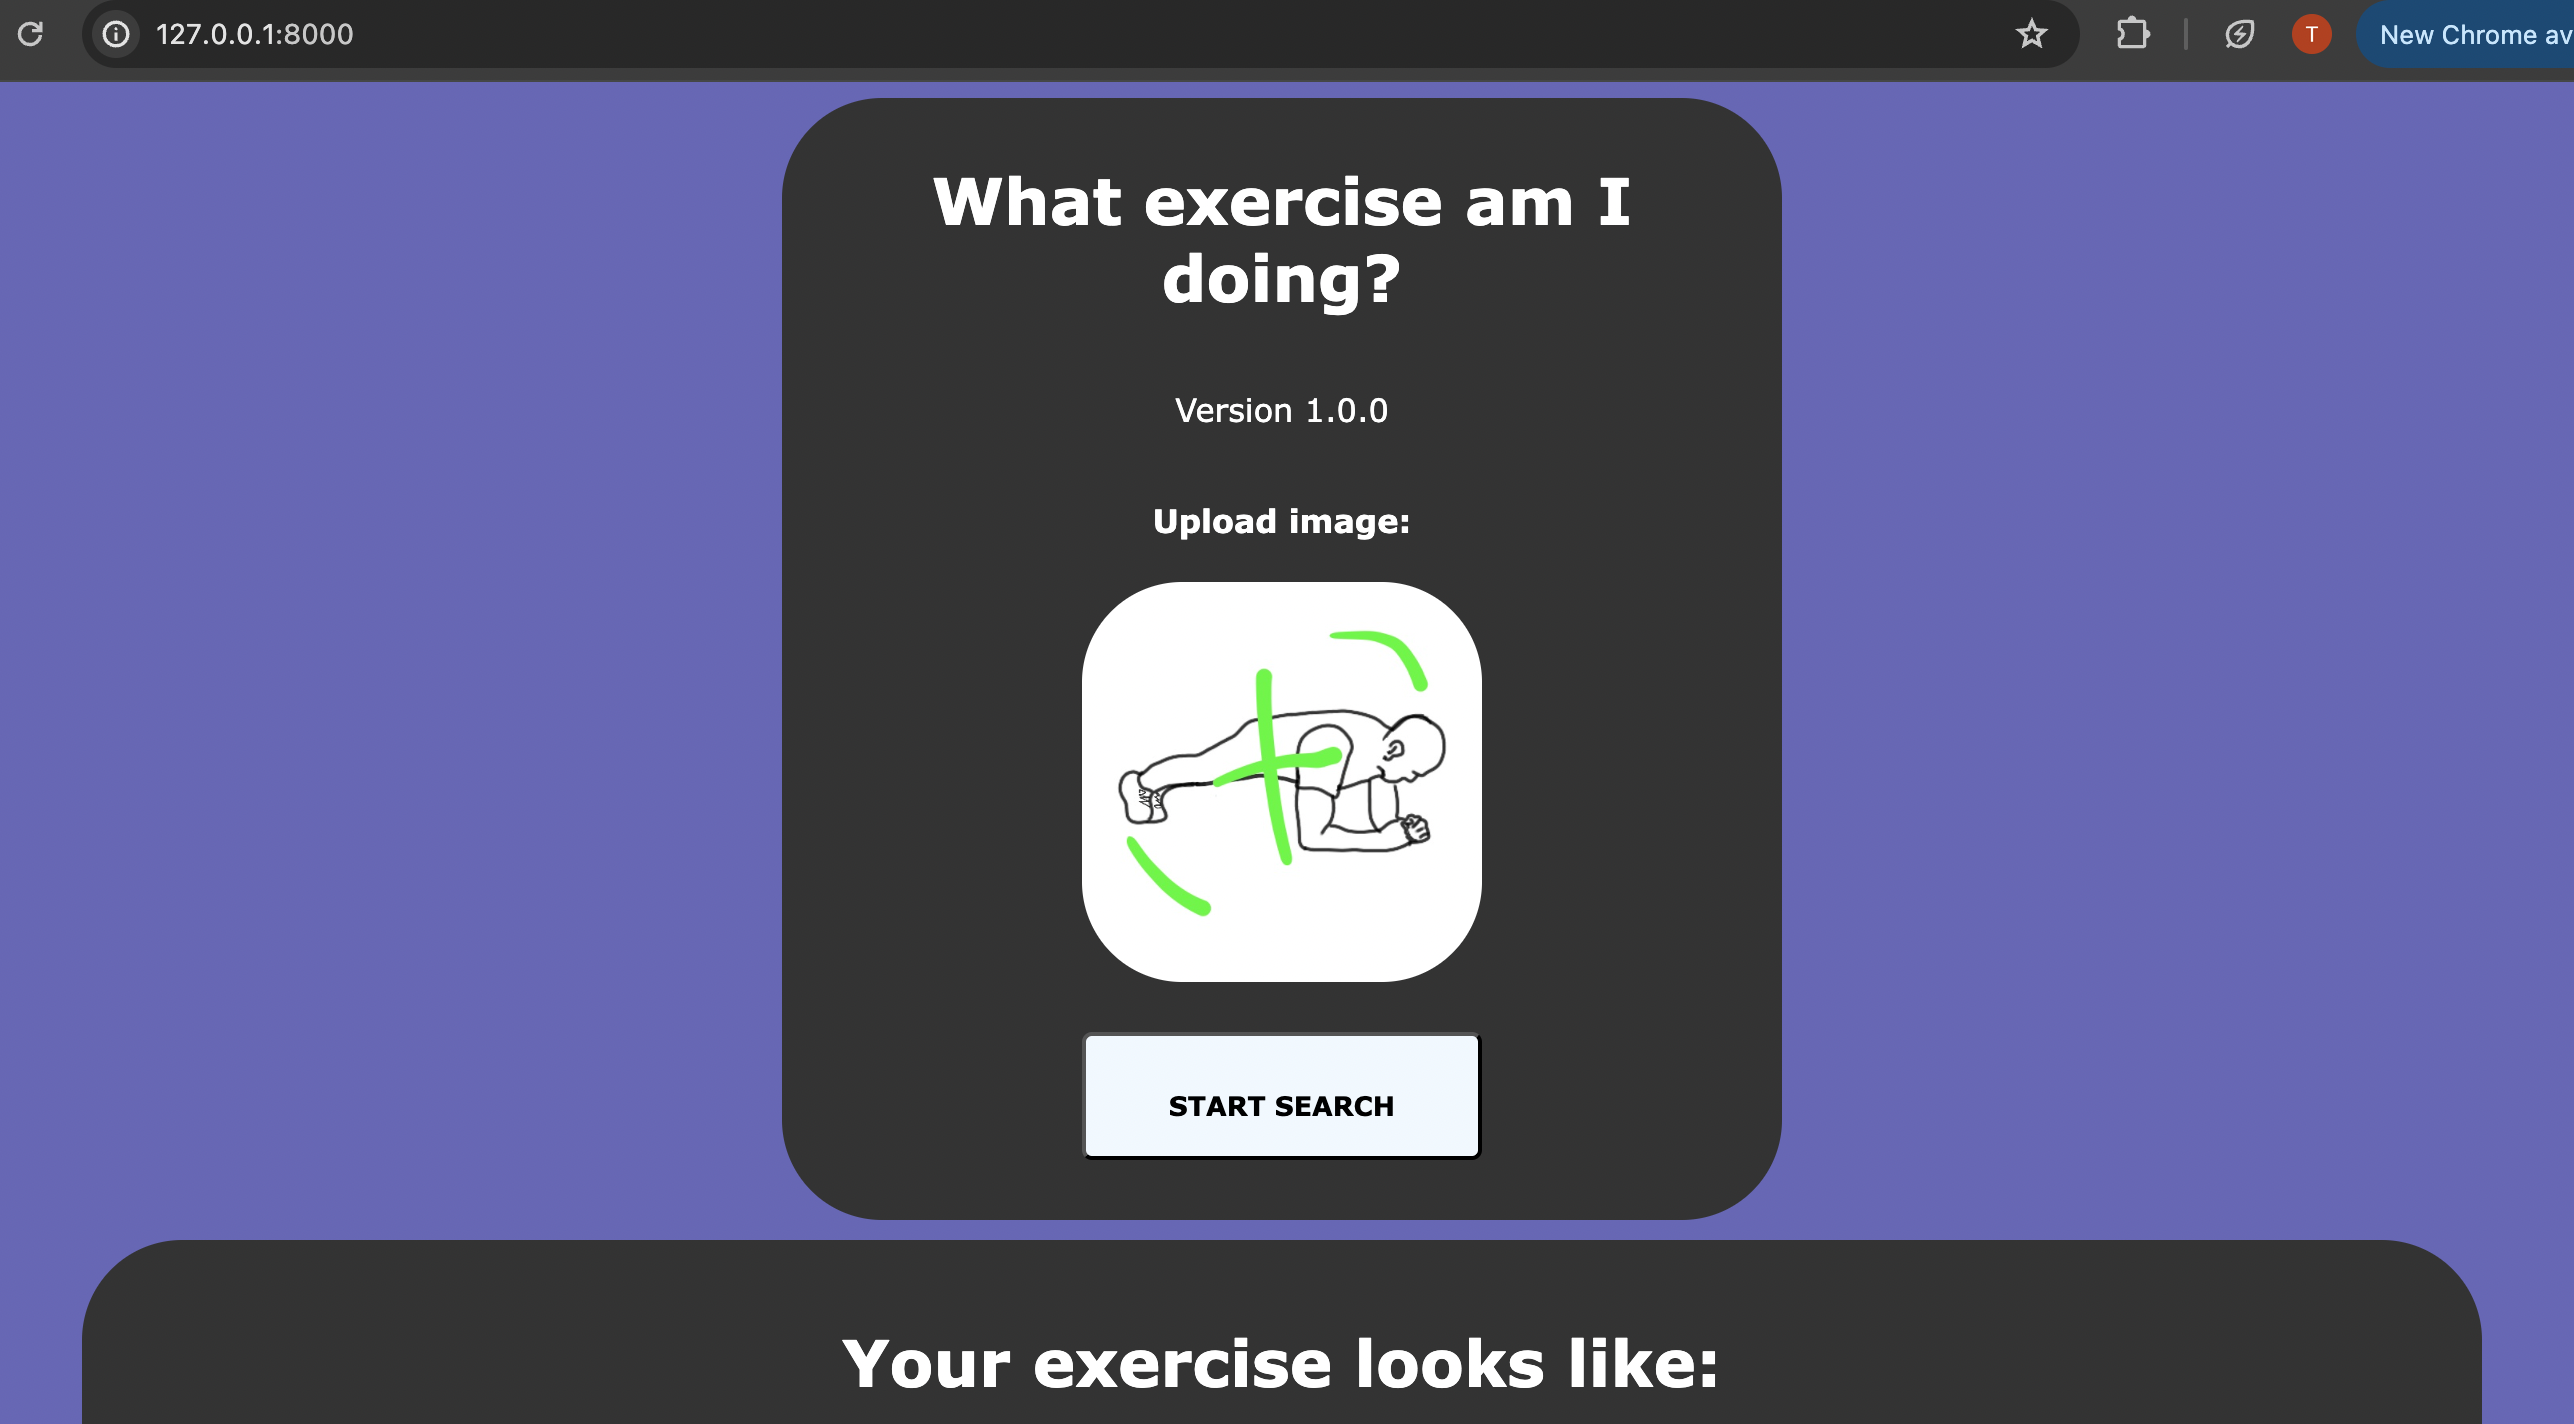 127.0.0.1:8000
T
New Chrome av
What exercise am I
doing?
Version 1.0.0
Upload image:
START SEARCH
Your exercise looks like: